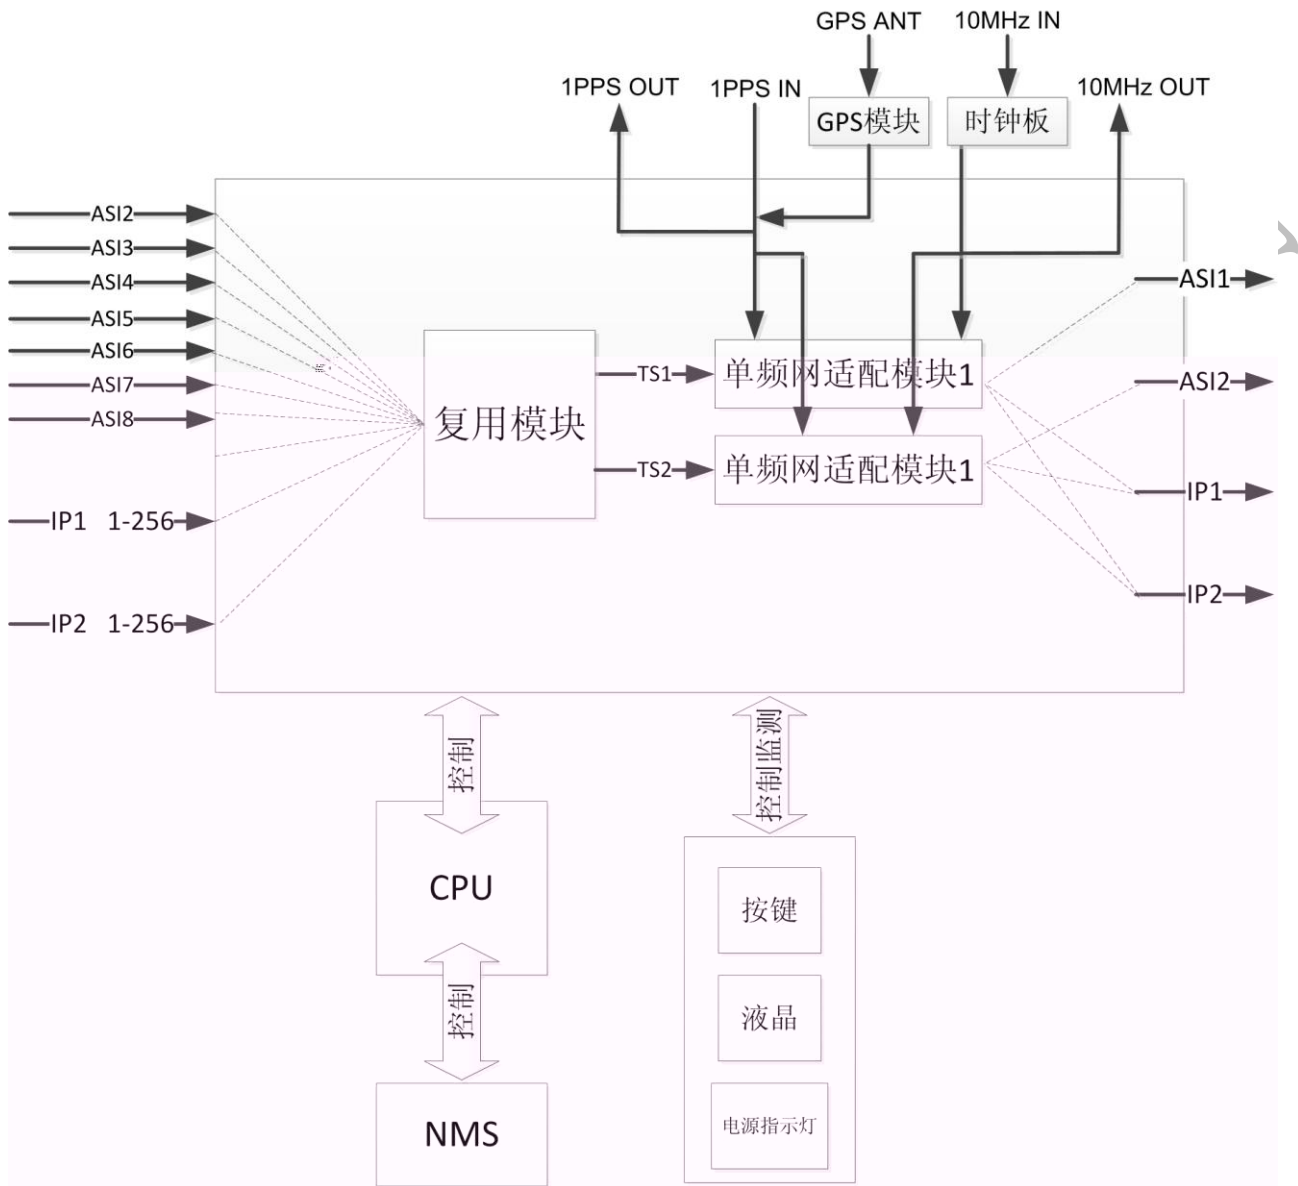 GPS ANT
10MHz IN
1PPS OUT
1PPS IN
10MHz OUT
GPS模块
时钟板
ASI2
ASI3
ASI4
ASI5
ASI6
ASI7
ASI8
IP1 1-256
IP2 1-256
复用模块
TS1
TS2
单频网适配模块1
单频网适配模块1
ASI1
ASI2
IP1
IP2
控制
控制监测
CPU
控制
NMS
按键
液晶
电源指示灯